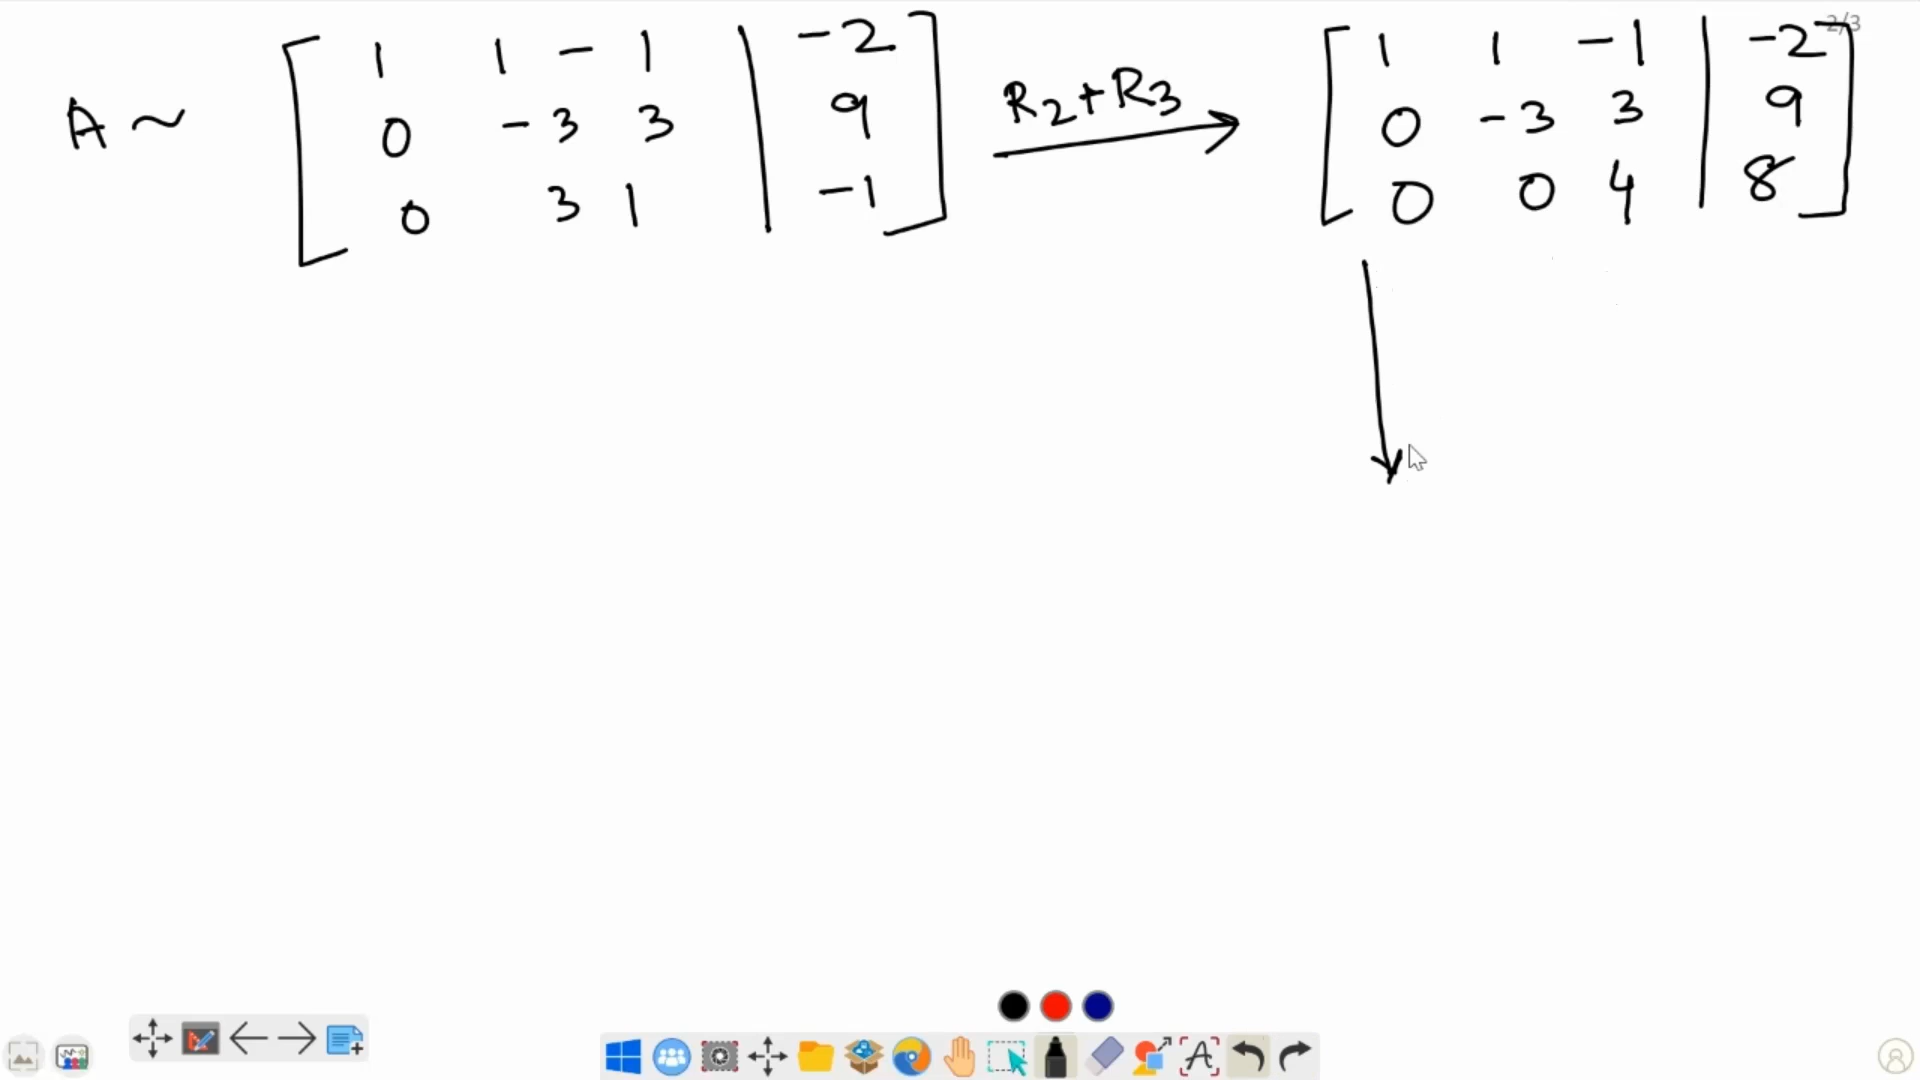 A ~ [ 1 1 - 1 | -2 ] [ 1 1 -1 | -2 ] 2/3
[ 0 -3 3 | 9 ] R2+R3 → [ 0 -3 3 | 9 ]
[ 0 3 1 | -1 ] [ 0 0 4 | 8 ]